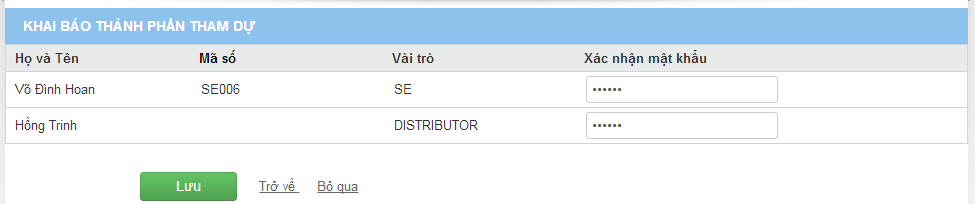 KHAI BÁO THÀNH PHẦN THAM DỰ
Họ và Tên Mã số Vài trò Xác nhận mật khẩu
Võ Đình Hoan SE006 SE ••••••
Hồng Trinh DISTRIBUTOR ••••••
Lưu Trở về Bỏ qua